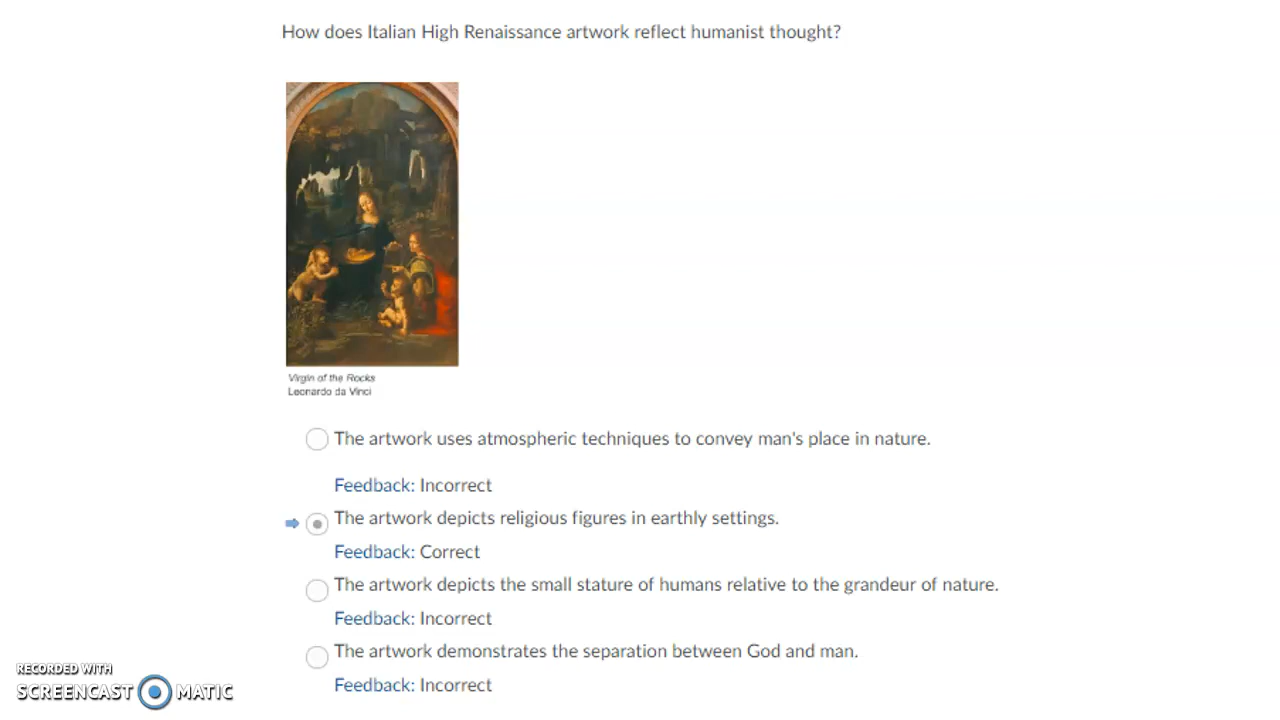 How does Italian High Renaissance artwork reflect humanist thought?
Virgin of the Rocks
Leonardo da Vinci
The artwork uses atmospheric techniques to convey man's place in nature.
Feedback: Incorrect
The artwork depicts religious figures in earthly settings.
Feedback: Correct
The artwork depicts the small stature of humans relative to the grandeur of nature.
Feedback: Incorrect
The artwork demonstrates the separation between God and man.
Feedback: Incorrect
RECORDED WITH
SCREENCAST MATIC